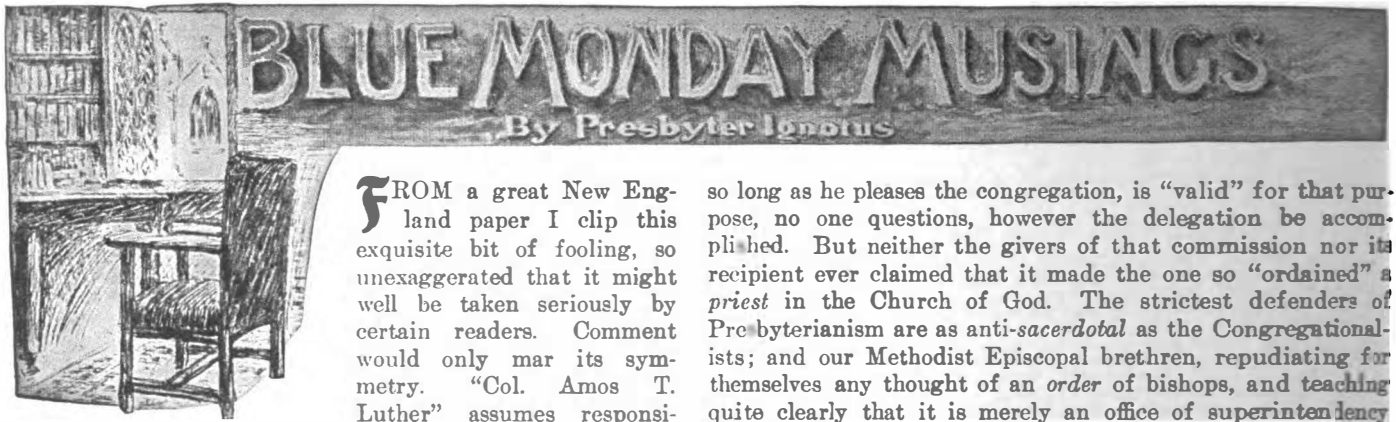 BLUE MONDAY MUSINGS
By Presbyter Ignotus
FROM a great New Eng-
land paper I clip this
exquisite bit of fooling, so
unexaggerated that it might
well be taken seriously by
certain readers. Comment
would only mar its sym-
metry. "Col. Amos T.
Luther" assumes responsi-
so long as he pleases the congregation, is "valid" for that pur-
pose, no one questions, however the delegation be accom-
plished. But neither the givers of that commission nor its
recipient ever claimed that it made the one so "ordained" a
priest in the Church of God. The strictest defenders of
Presbyterianism are as anti-sacerdotal as the Congregational-
ists; and our Methodist Episcopal brethren, repudiating for
themselves any thought of an order of bishops, and teaching
quite clearly that it is merely an office of superintendency